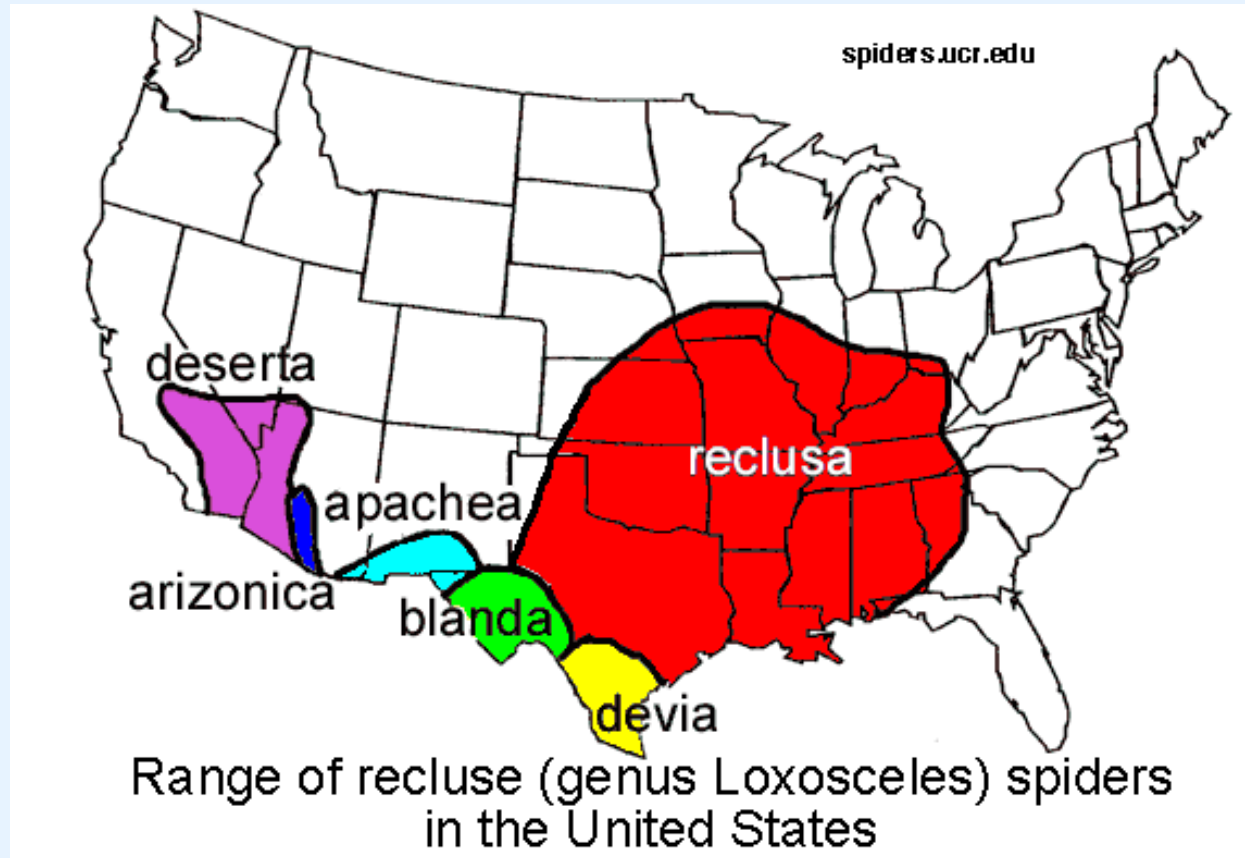 spiders.ucr.edu
deserta
reclusa
apachea
arizonica
blanda
devia
Range of recluse (genus Loxosceles) spiders
in the United States